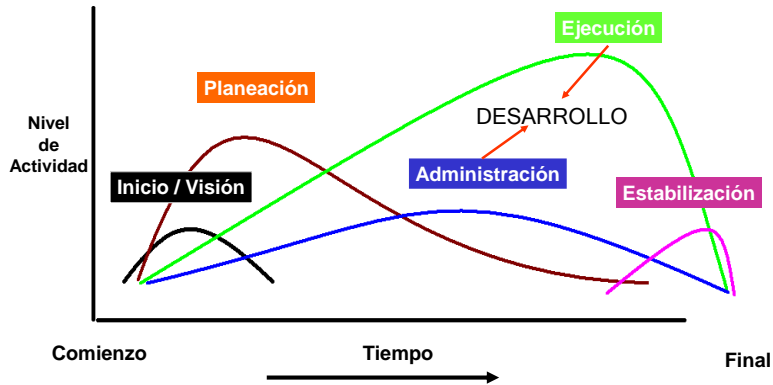 Ejecución
Planeación
DESARROLLO
Nivel
de
Actividad
Inicio / Visión
Administración
Estabilización
Comienzo
Tiempo
Final